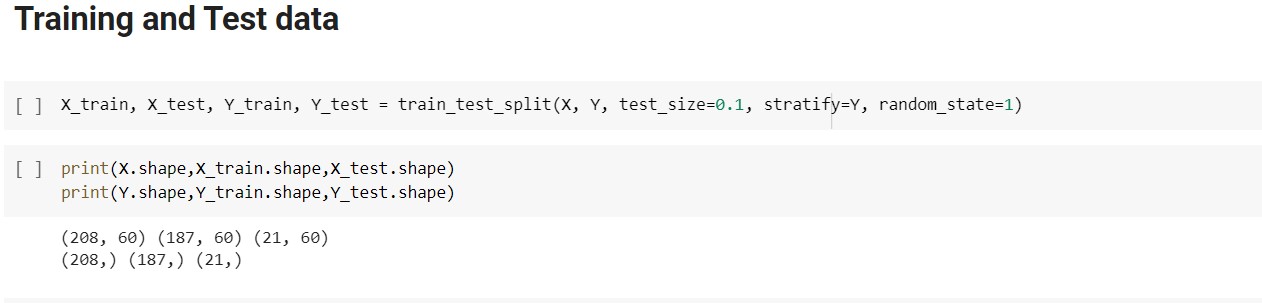 Training and Test data
[ ] X_train, X_test, Y_train, Y_test = train_test_split(X, Y, test_size=0.1, stratify=Y, random_state=1)
[ ] print(X.shape,X_train.shape,X_test.shape)
print(Y.shape,Y_train.shape,Y_test.shape)
(208, 60) (187, 60) (21, 60)
(208,) (187,) (21,)